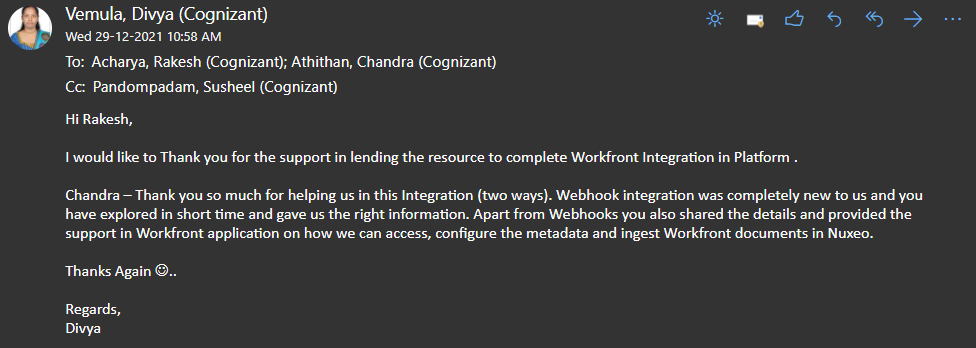 Vemula, Divya (Cognizant)
Wed 29-12-2021 10:58 AM
To: Acharya, Rakesh (Cognizant); Athithan, Chandra (Cognizant)
Cc: Pandompadam, Susheel (Cognizant)
Hi Rakesh,
I would like to Thank you for the support in lending the resource to complete Workfront Integration in Platform .
Chandra – Thank you so much for helping us in this Integration (two ways). Webhook integration was completely new to us and you
have explored in short time and gave us the right information. Apart from Webhooks you also shared the details and provided the
support in Workfront application on how we can access, configure the metadata and ingest Workfront documents in Nuxeo.
Thanks Again ☺..
Regards,
Divya